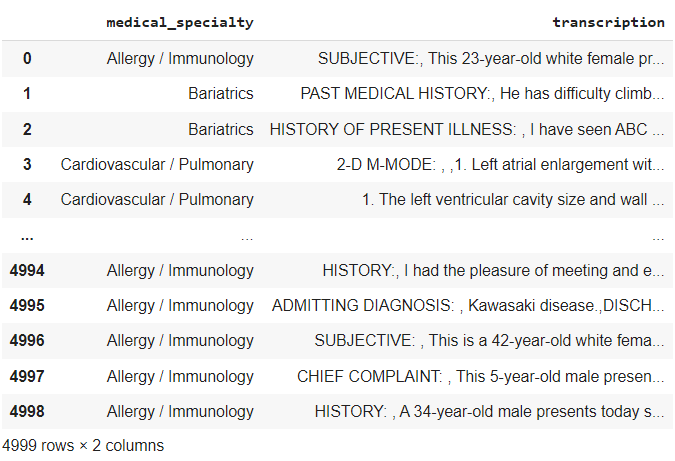 medical_specialty transcription
0 Allergy / Immunology SUBJECTIVE:, This 23-year-old white female pr...
1 Bariatrics PAST MEDICAL HISTORY:, He has difficulty climb...
2 Bariatrics HISTORY OF PRESENT ILLNESS: , I have seen ABC ...
3 Cardiovascular / Pulmonary 2-D M-MODE: , ,1. Left atrial enlargement wit...
4 Cardiovascular / Pulmonary 1. The left ventricular cavity size and wall ...
... ... ...
4994 Allergy / Immunology HISTORY:, I had the pleasure of meeting and e...
4995 Allergy / Immunology ADMITTING DIAGNOSIS: , Kawasaki disease.,DISCH...
4996 Allergy / Immunology SUBJECTIVE: , This is a 42-year-old white fema...
4997 Allergy / Immunology CHIEF COMPLAINT: , This 5-year-old male presen...
4998 Allergy / Immunology HISTORY: , A 34-year-old male presents today s...
4999 rows × 2 columns